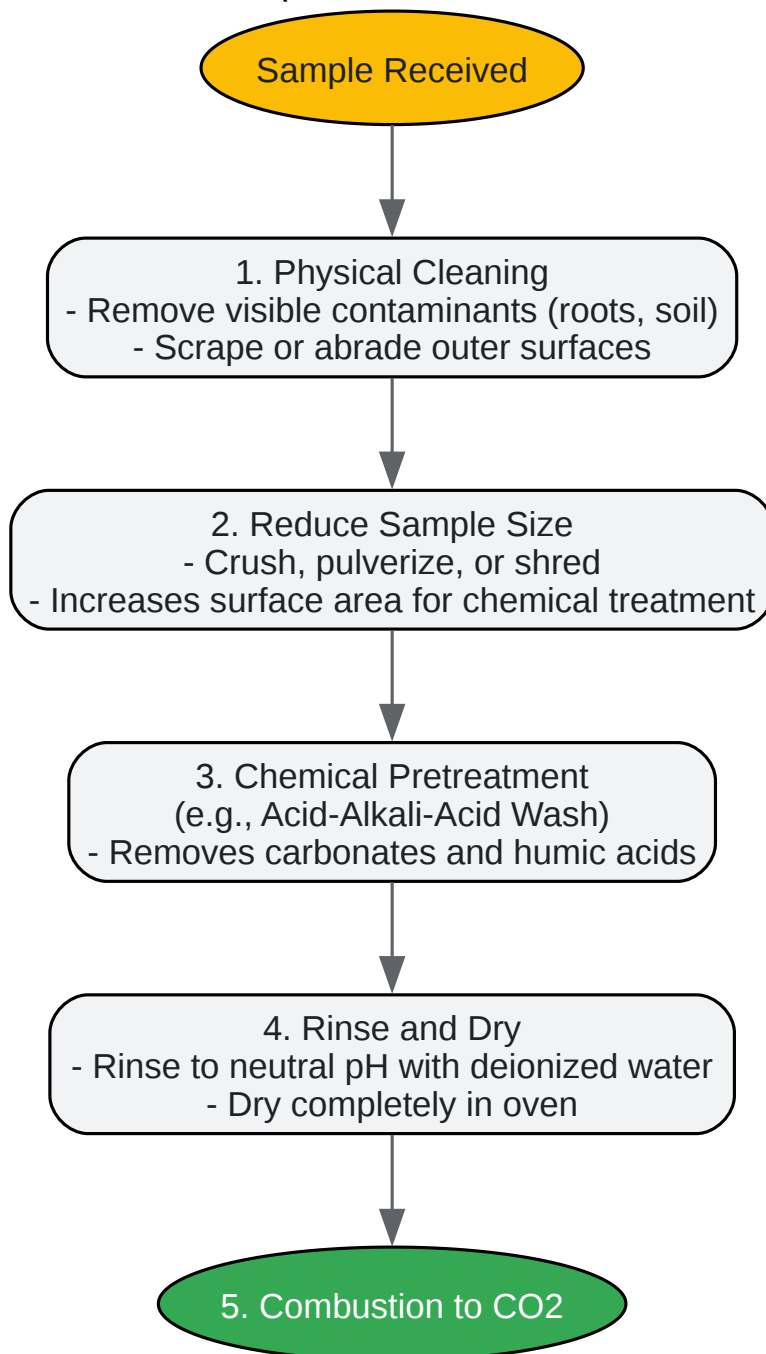 Sample Received
1. Physical Cleaning
- Remove visible contaminants (roots, soil)
- Scrape or abrade outer surfaces
2. Reduce Sample Size
- Crush, pulverize, or shred
- Increases surface area for chemical treatment
3. Chemical Pretreatment
(e.g., Acid-Alkali-Acid Wash)
- Removes carbonates and humic acids
4. Rinse and Dry
- Rinse to neutral pH with deionized water
- Dry completely in oven
5. Combustion to CO2